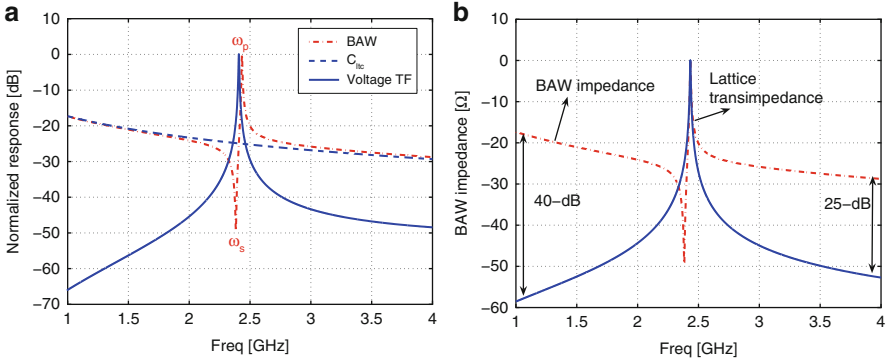 a
Normalized response [dB]
10
0
−10
−20
−30
−40
−50
−60
−70
1
1.5
2
2.5
3
3.5
4
Freq [GHz]
ωp
ωs
BAW
Cltc
Voltage TF
b
BAW impedance [Ω]
10
0
−10
−20
−30
−40
−50
−60
1
1.5
2
2.5
3
3.5
4
Freq [GHz]
BAW impedance
Lattice
transimpedance
40−dB
25−dB